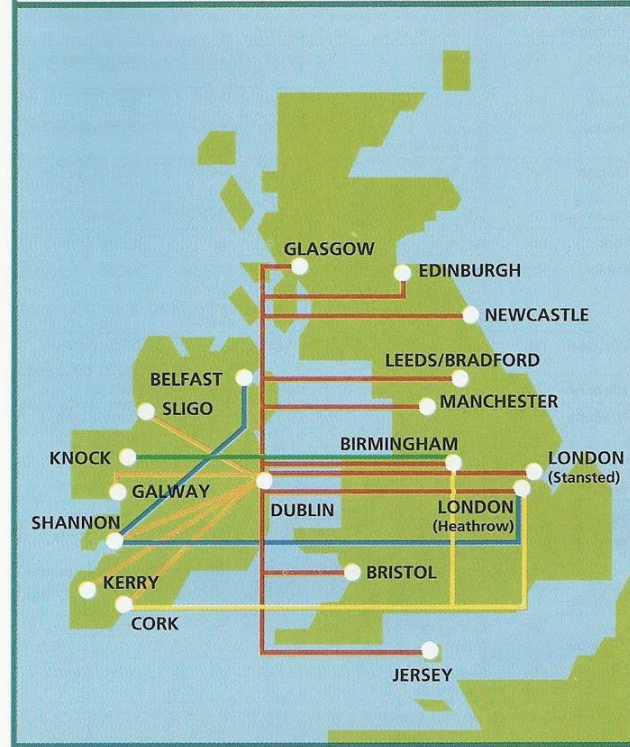 GLASGOW
EDINBURGH
NEWCASTLE
LEEDS/BRADFORD
BELFAST
MANCHESTER
SLIGO
BIRMINGHAM
KNOCK
LONDON
(Stansted)
GALWAY
DUBLIN
LONDON
(Heathrow)
SHANNON
BRISTOL
KERRY
CORK
JERSEY